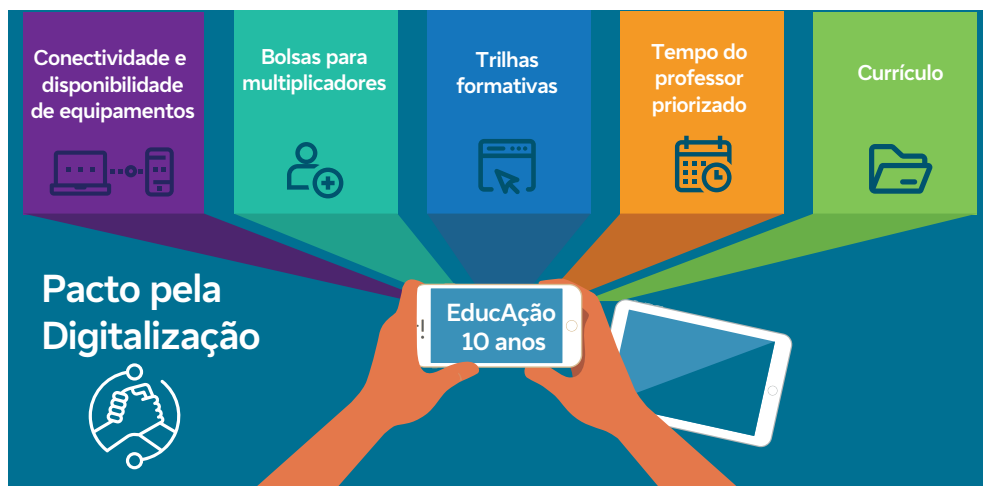 Conectividade e
disponibilidade
de equipamentos
Bolsas para
multiplicadores
Trilhas
formativas
Tempo do
professor
priorizado
Currículo
Pacto pela
Digitalização
EducAção
10 anos